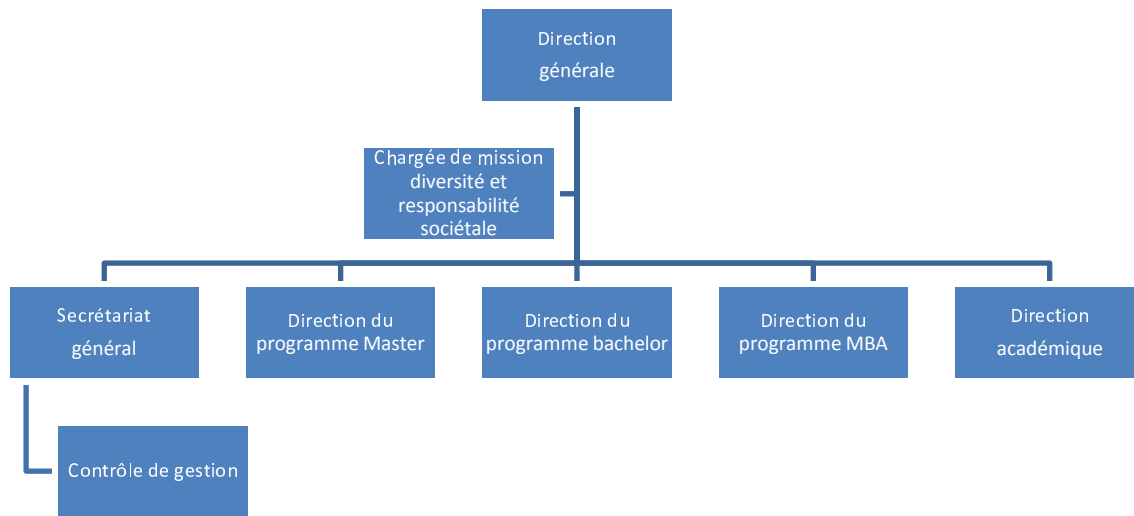 Direction
générale
Chargée de mission
diversité et
responsabilité
sociétale
Secrétariat
général
Direction du
programme Master
Direction du
programme bachelor
Direction du
programme MBA
Direction
académique
Contrôle de gestion